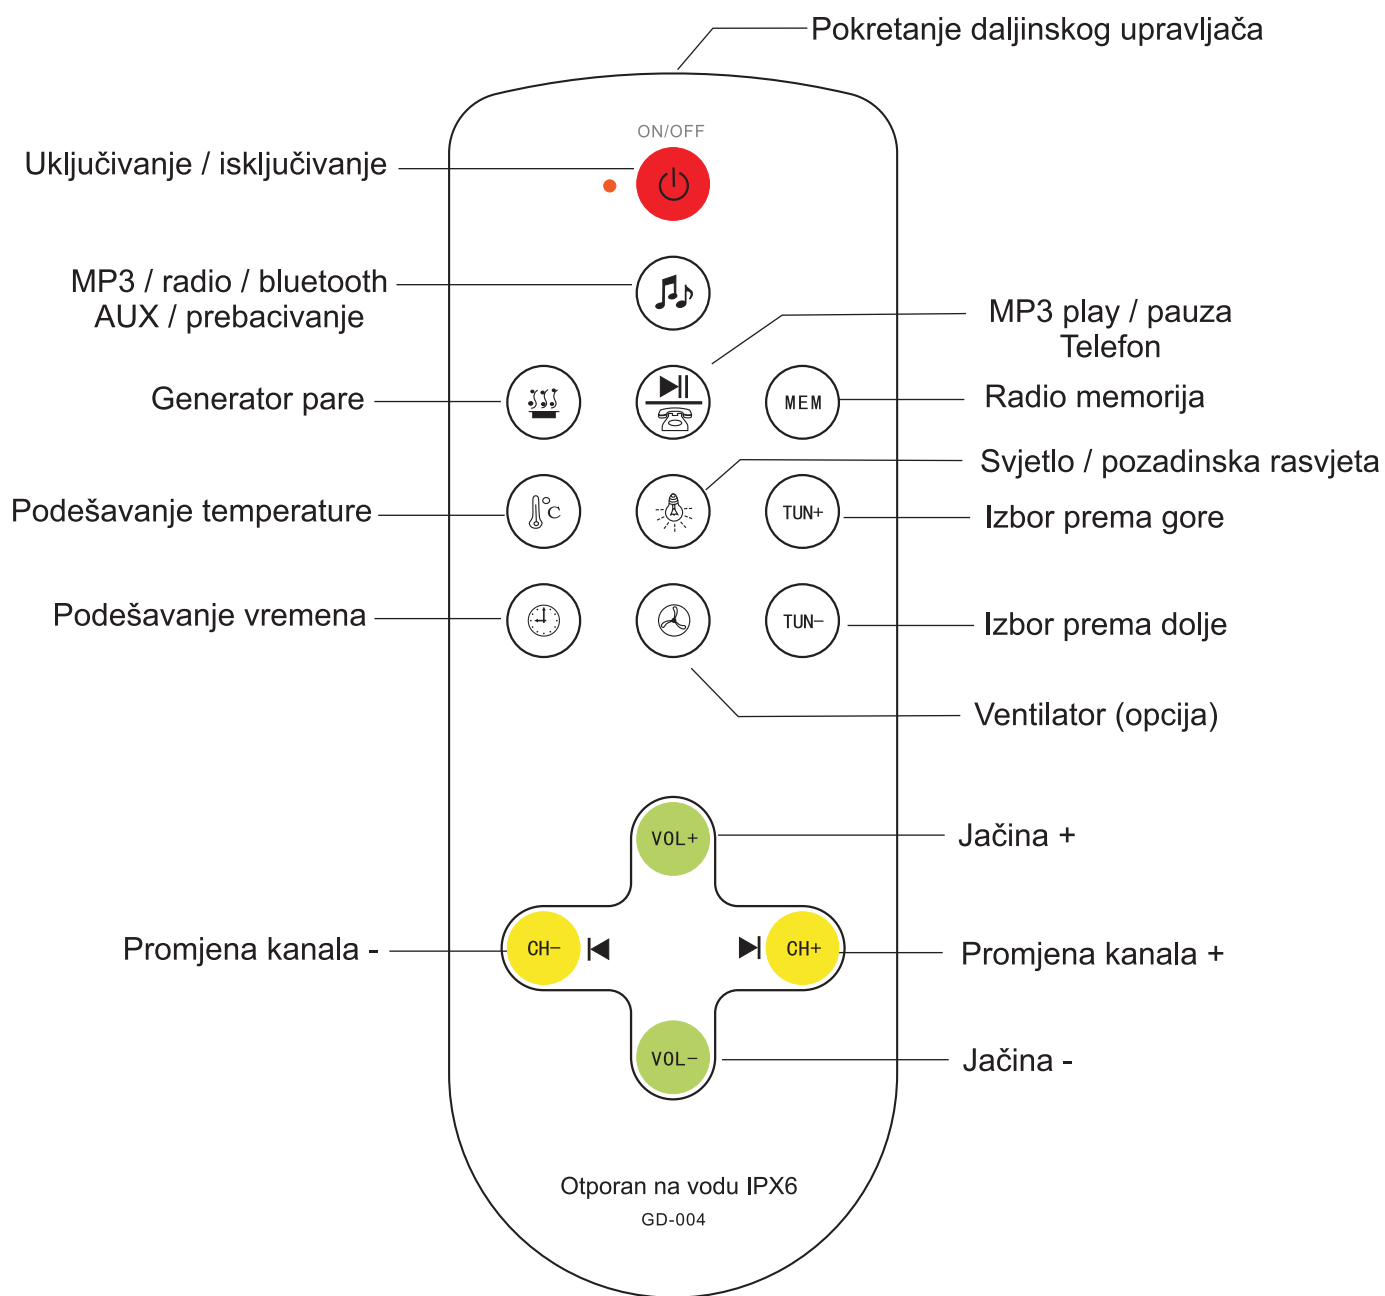 Pokretanje daljinskog upravljača
ON/OFF
Uključivanje / isključivanje
MP3 / radio / bluetooth
AUX / prebacivanje
MP3 play / pauza
Telefon
Generator pare
MEM
Radio memorija
Svjetlo / pozadinska rasvjeta
Podešavanje temperature
°C
TUN+
Izbor prema gore
Podešavanje vremena
TUN-
Izbor prema dolje
Ventilator (opcija)
VOL+
Jačina +
Promjena kanala -
CH-
CH+
Promjena kanala +
VOL-
Jačina -
Otporan na vodu IPX6
GD-004